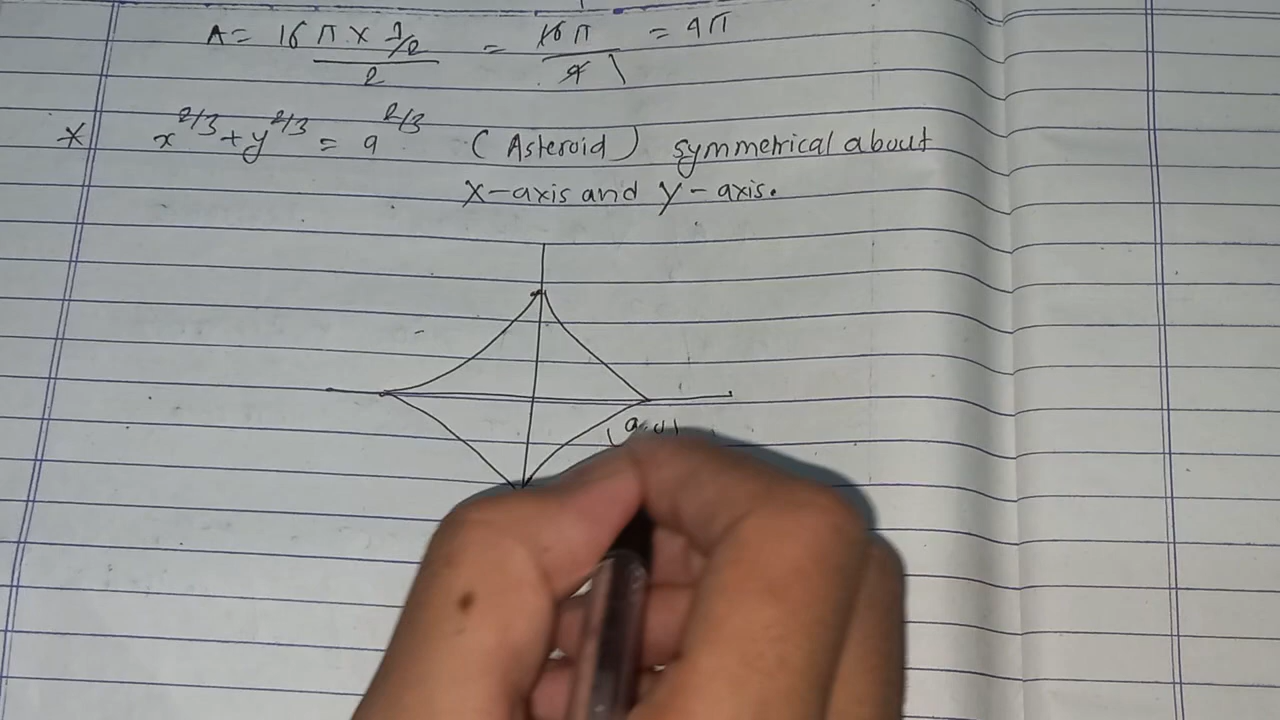 A = 16π × 1/2 / 2 = 16π / 4 = 4π
* x^2/3 + y^2/3 = a^2/3 (Asteroid) symmetrical about
X-axis and Y-axis.